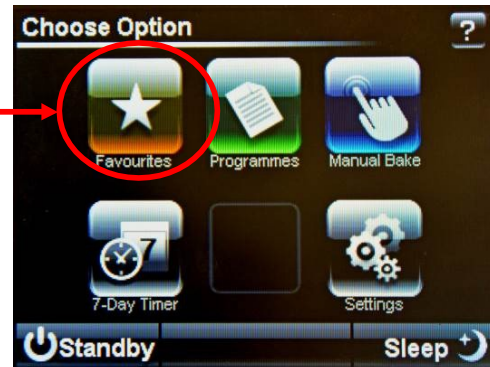 Choose Option
?
Favourites Programmes Manual Bake
7
7-Day Timer Settings
Standby Sleep